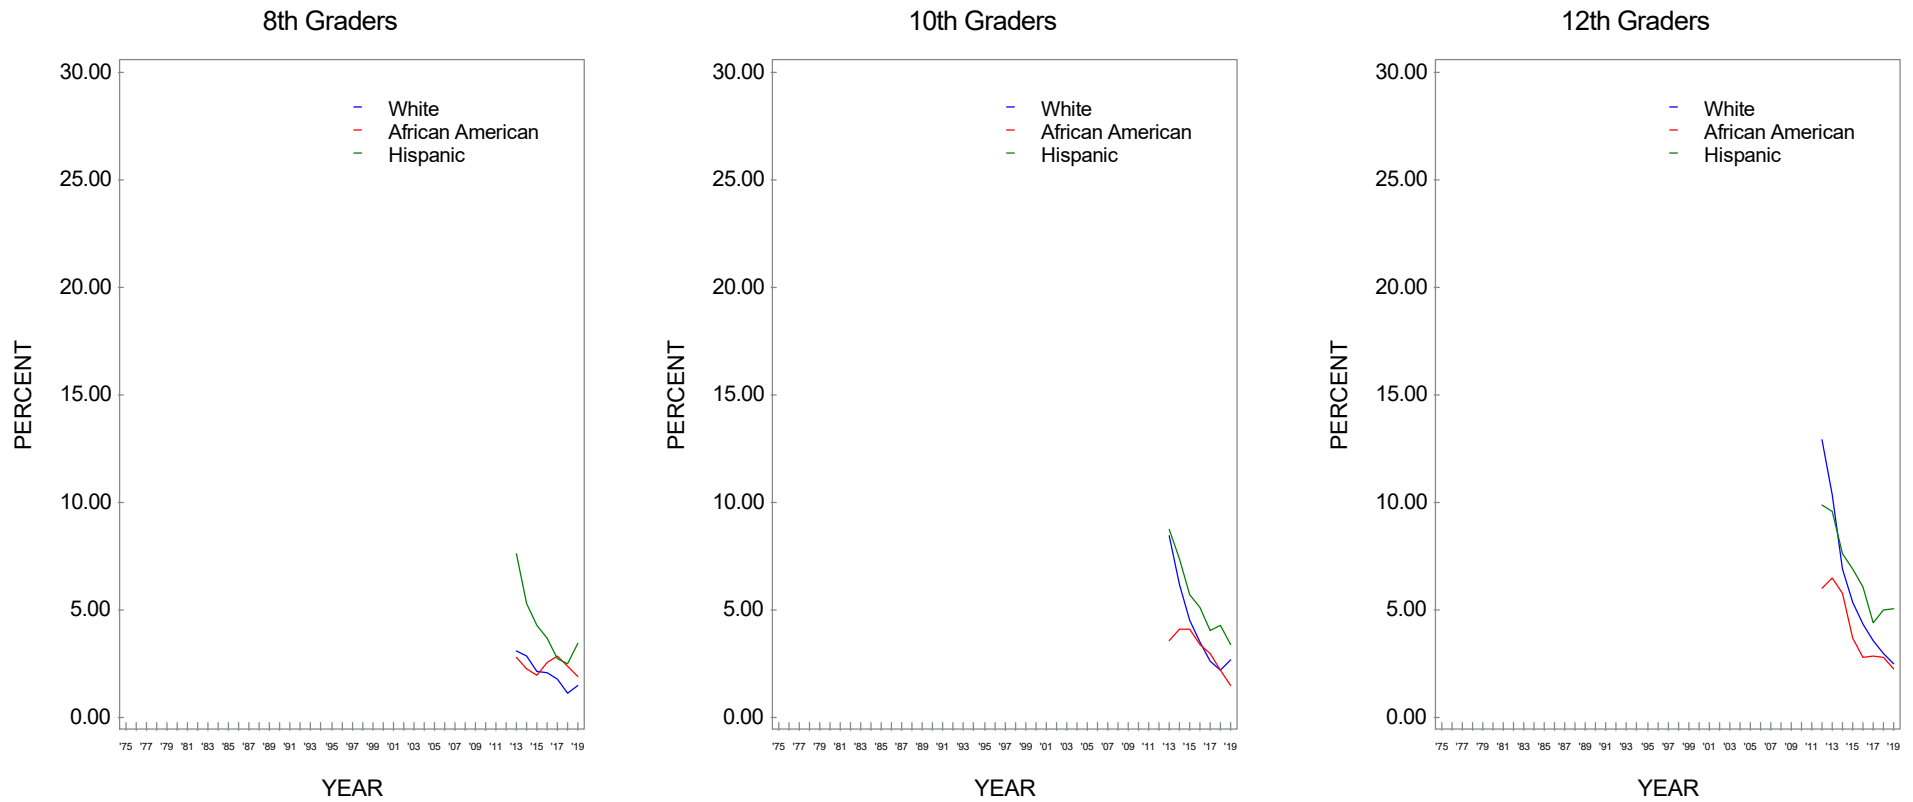 8th Graders
30.00
25.00
20.00
15.00
10.00
5.00
0.00
PERCENT
White
African American
Hispanic
'75 '77 '79 '81 '83 '85 '87 '89 '91 '93 '95 '97 '99 '01 '03 '05 '07 '09 '11 '13 '15 '17 '19
YEAR
10th Graders
30.00
25.00
20.00
15.00
10.00
5.00
0.00
PERCENT
White
African American
Hispanic
'75 '77 '79 '81 '83 '85 '87 '89 '91 '93 '95 '97 '99 '01 '03 '05 '07 '09 '11 '13 '15 '17 '19
YEAR
12th Graders
30.00
25.00
20.00
15.00
10.00
5.00
0.00
PERCENT
White
African American
Hispanic
'75 '77 '79 '81 '83 '85 '87 '89 '91 '93 '95 '97 '99 '01 '03 '05 '07 '09 '11 '13 '15 '17 '19
YEAR